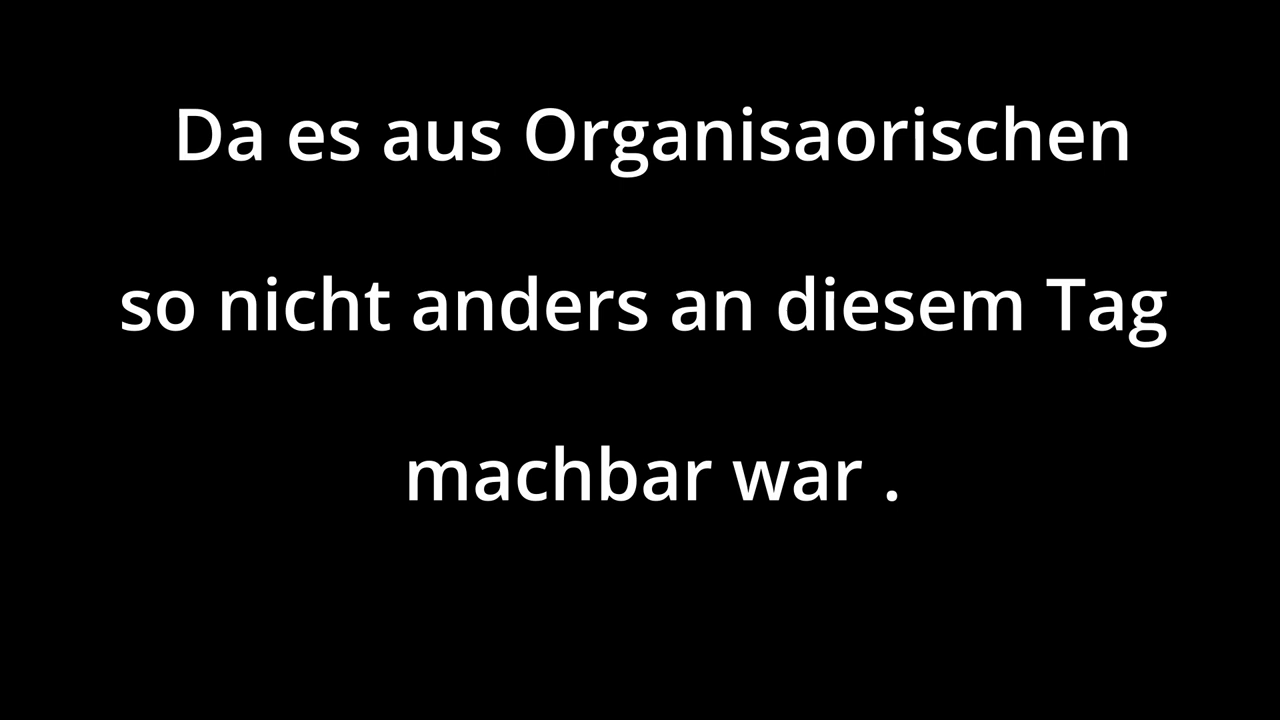 Da es aus Organisaorischen
so nicht anders an diesem Tag
machbar war .